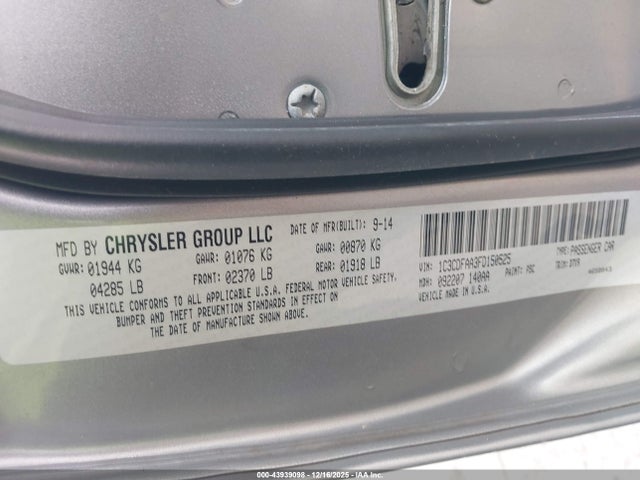 MFD BY CHRYSLER GROUP LLC
DATE OF MFR(BUILT): 9-14
GVWR: 01944 KG GAWR: 01076 KG GAWR: 00870 KG
04285 LB FRONT: 02370 LB REAR: 01918 LB
THIS VEHICLE CONFORMS TO ALL APPLICABLE U.S.A. FEDERAL MOTOR VEHICLE SAFETY,
BUMPER AND THEFT PREVENTION STANDARDS IN EFFECT ON
THE DATE OF MANUFACTURE SHOWN ABOVE.
VIN: 1C3CDFAA3FD150525 TYPE: PASSENGER CAR
MDH: 092207 140AA PAINT: PSC TRIM:
VEHICLE MADE IN U.S.A.
000-43939098 - 12/16/2025 - IAA Inc.